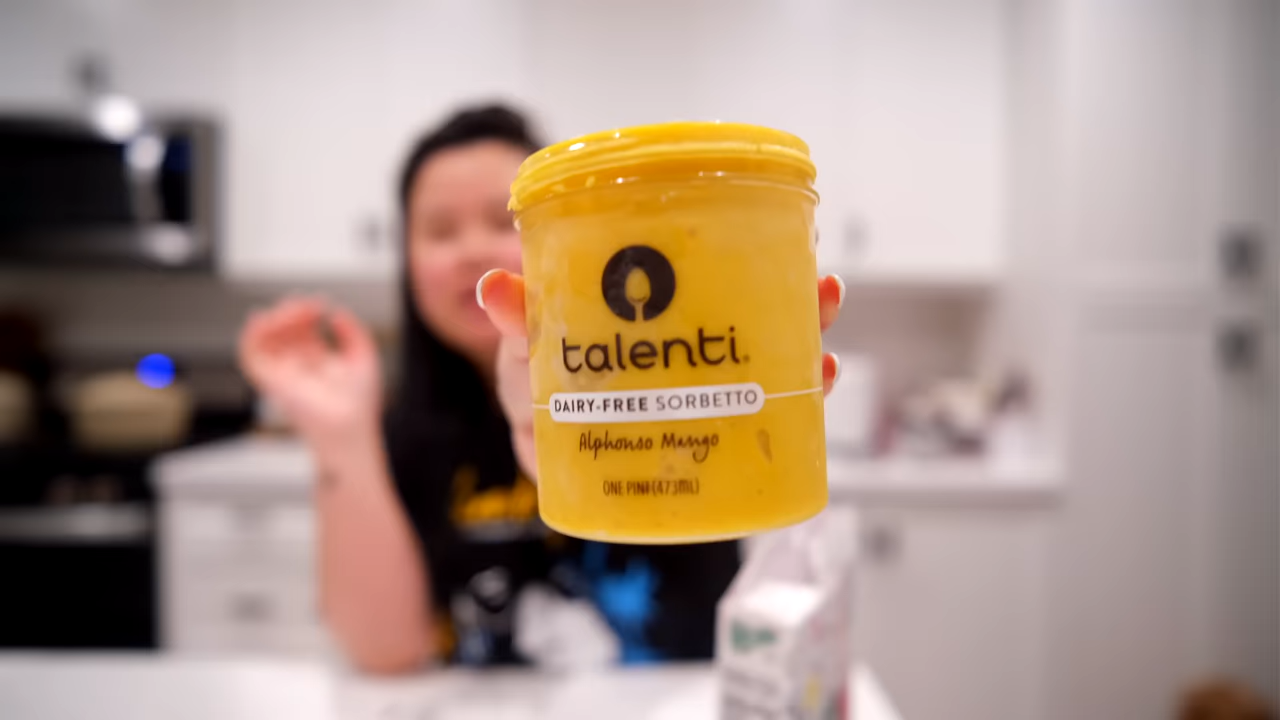 talenti.
DAIRY-FREE SORBETTO
Alphonso Mango
ONE PINT (473mL)